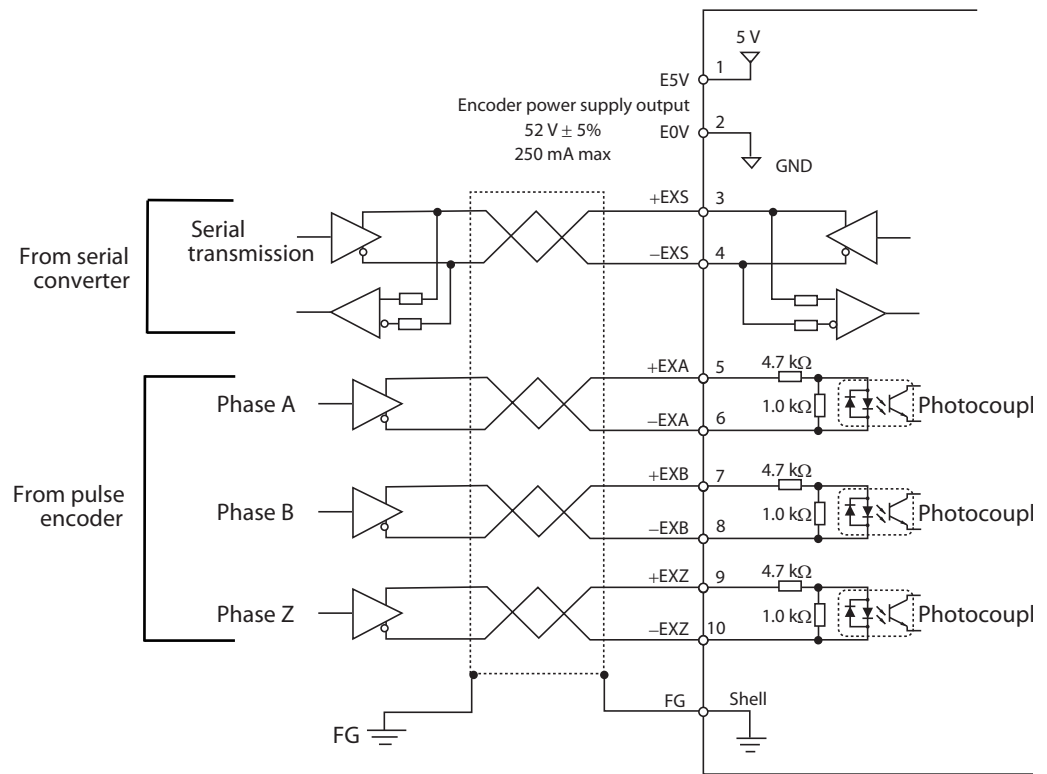 5 V
1
E5V
Encoder power supply output
52 V ± 5%
250 mA max
2
E0V
GND
+EXS
3
Serial
transmission
From serial
converter
−EXS
4
+EXA
5
4.7 kΩ
Phase A
1.0 kΩ
Photocoupl
−EXA
6
+EXB
7
4.7 kΩ
From pulse
encoder
Phase B
1.0 kΩ
Photocoupl
−EXB
8
+EXZ
9
4.7 kΩ
Phase Z
1.0 kΩ
Photocoupl
−EXZ
10
FG
Shell
FG